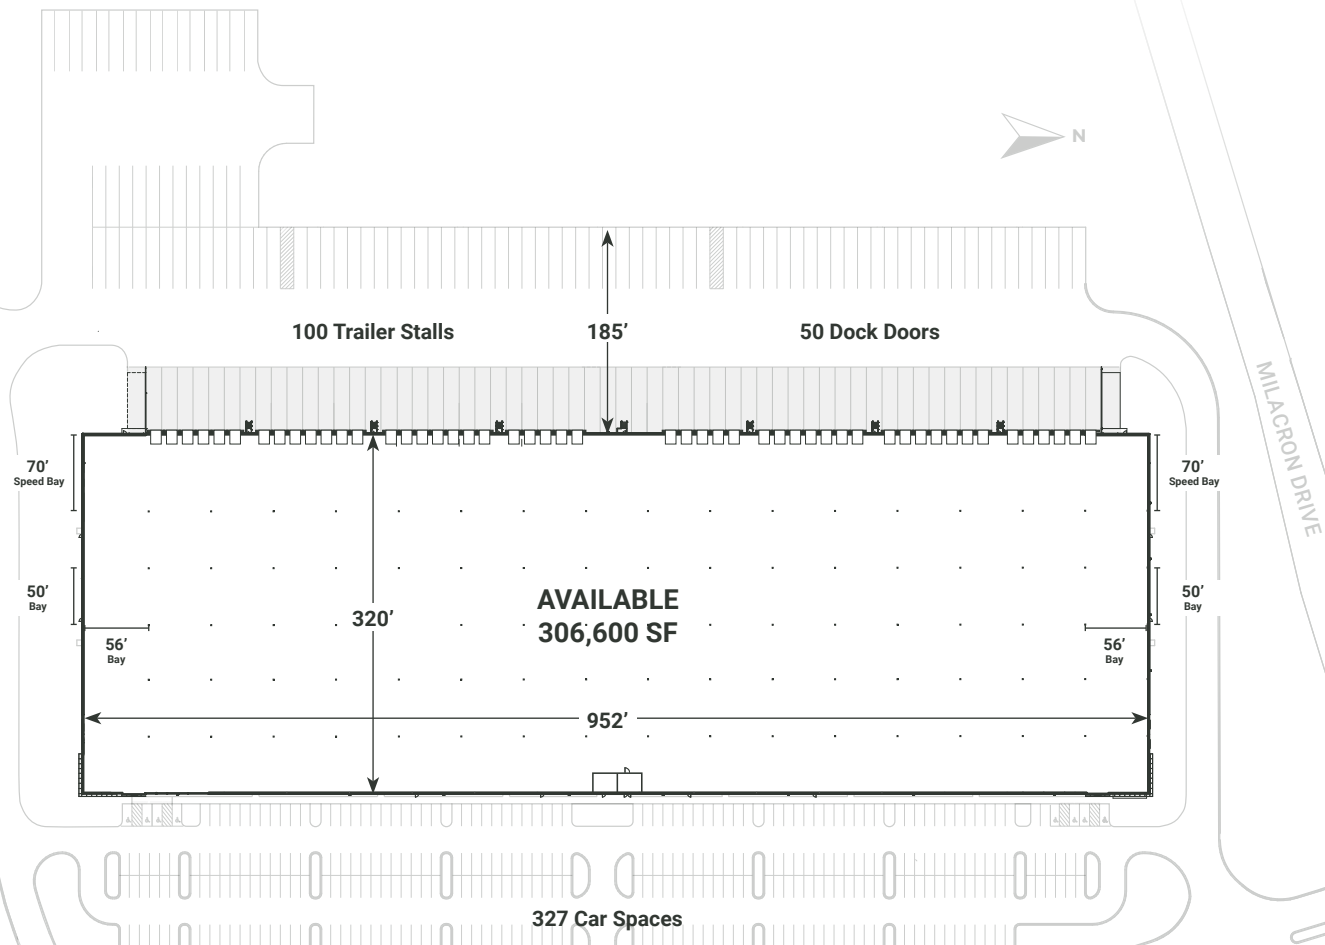 N
100 Trailer Stalls
185’
50 Dock Doors
MILACRON DRIVE
70’
Speed Bay
70’
Speed Bay
50’
Bay
AVAILABLE
306,600 SF
320’
50’
Bay
56’
Bay
56’
Bay
952’
327 Car Spaces